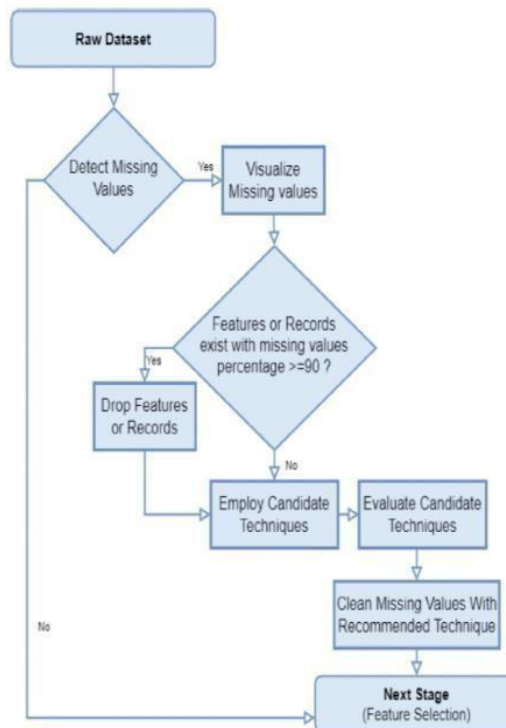 Raw Dataset
Detect Missing
Values
Yes
Visualize
Missing values
Features or Records
exist with missing values
percentage >=90 ?
Yes
Drop Features
or Records
No
Employ Candidate
Techniques
Evaluate Candidate
Techniques
Clean Missing Values With
Recommended Technique
No
Next Stage
(Feature Selection)